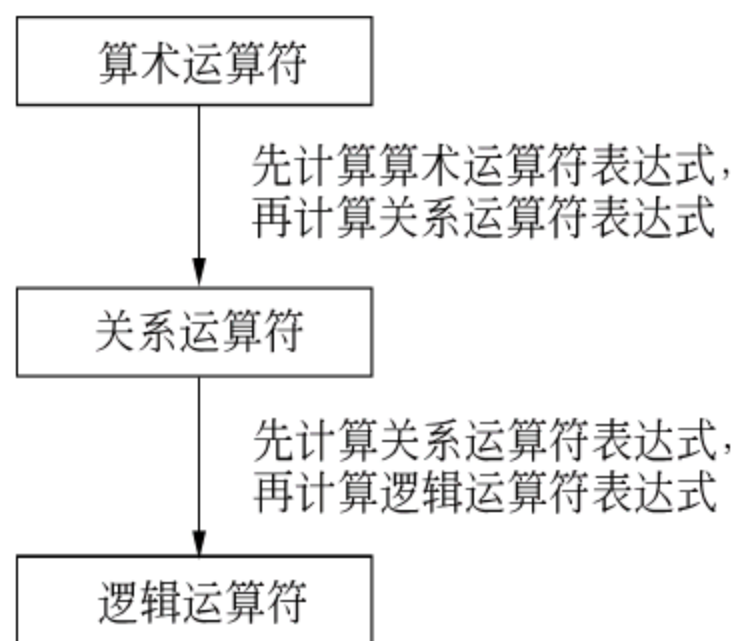 算术运算符
先计算算术运算符表达式,
再计算关系运算符表达式
关系运算符
先计算关系运算符表达式,
再计算逻辑运算符表达式
逻辑运算符